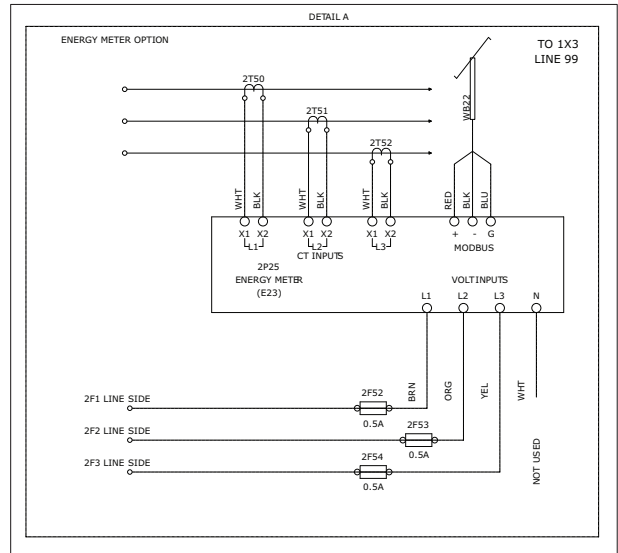 DETAIL A
ENERGY METER OPTION
TO 1X3
LINE 99
2T50
2T51
2T52
WB22
WHT
BLK
WHT
BLK
WHT
BLK
RED
BLK
BLU
X1 X2
X1 X2
X1 X2
+ - G
L1
L2
L3
MODBUS
CT INPUTS
2P25
ENERGY METER
(E23)
VOLT INPUTS
L1 L2 L3 N
BRN
ORG
YEL
WHT
2F1 LINE SIDE
2F52
0.5A
2F2 LINE SIDE
2F53
0.5A
2F3 LINE SIDE
2F54
0.5A
NOT USED